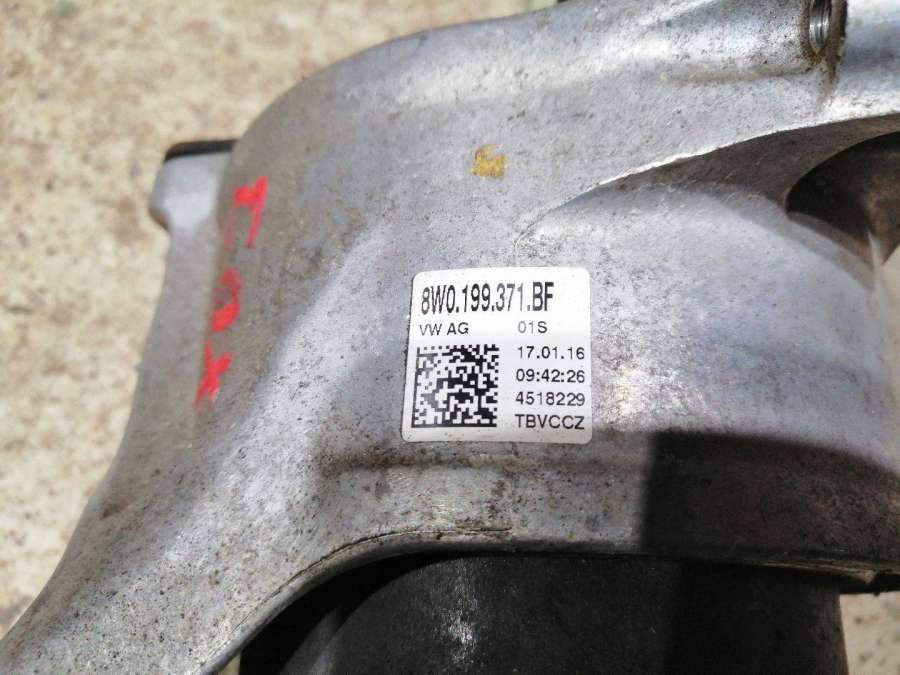 8W0.199.371.BF
VW AG 01S
17.01.16
09:42:26
4518229
TBVCCZ